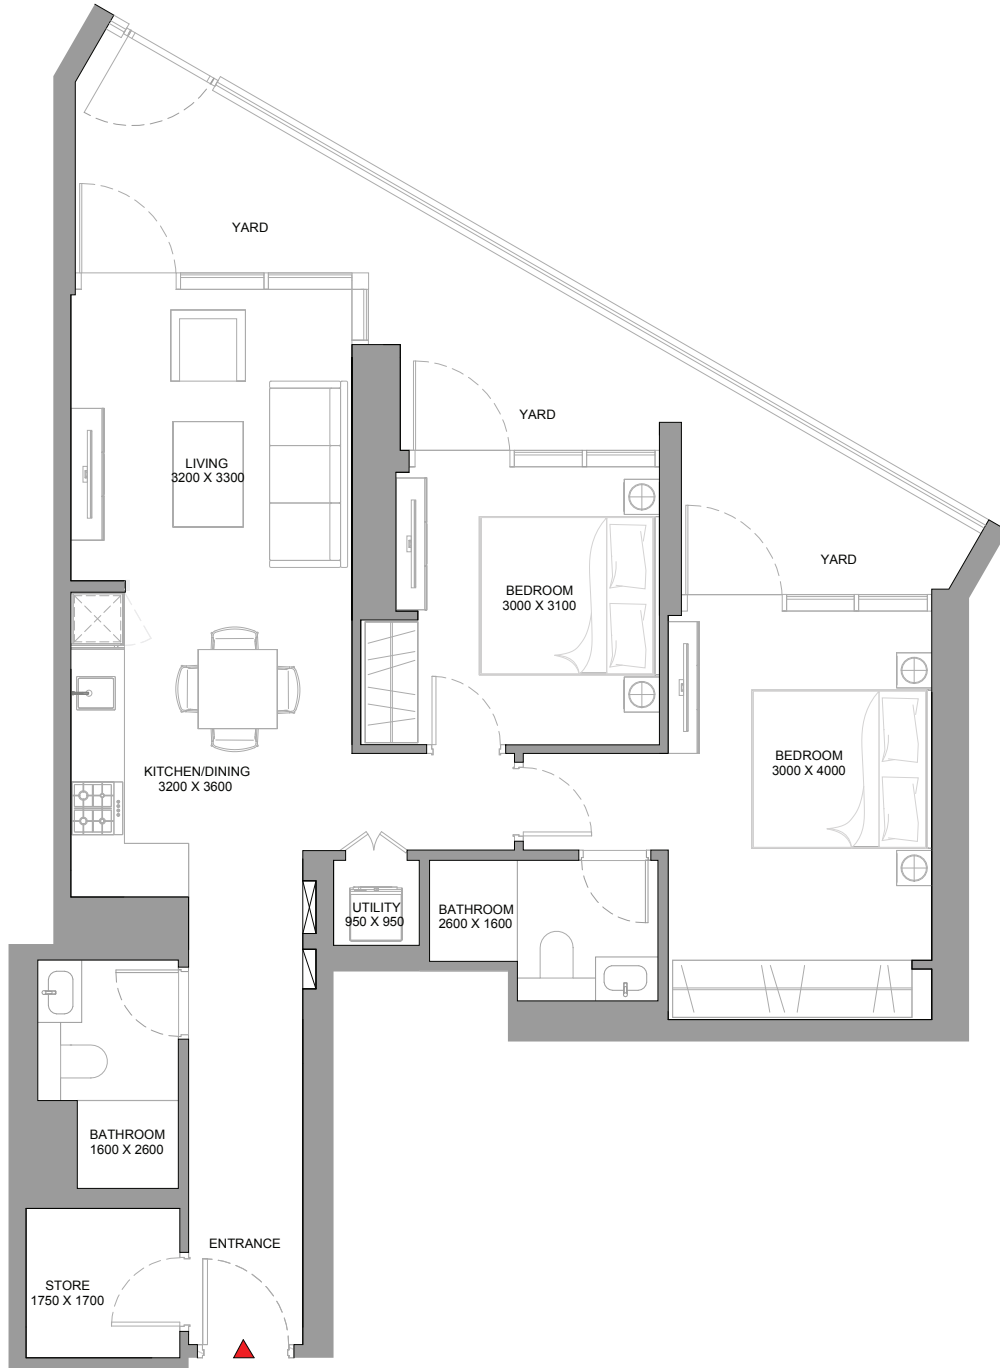 YARD
YARD
LIVING
3200 X 3300
YARD
BEDROOM
3000 X 3100
BEDROOM
3000 X 4000
KITCHEN/DINING
3200 X 3600
UTILITY
950 X 950
BATHROOM
2600 X 1600
BATHROOM
1600 X 2600
ENTRANCE
STORE
1750 X 1700